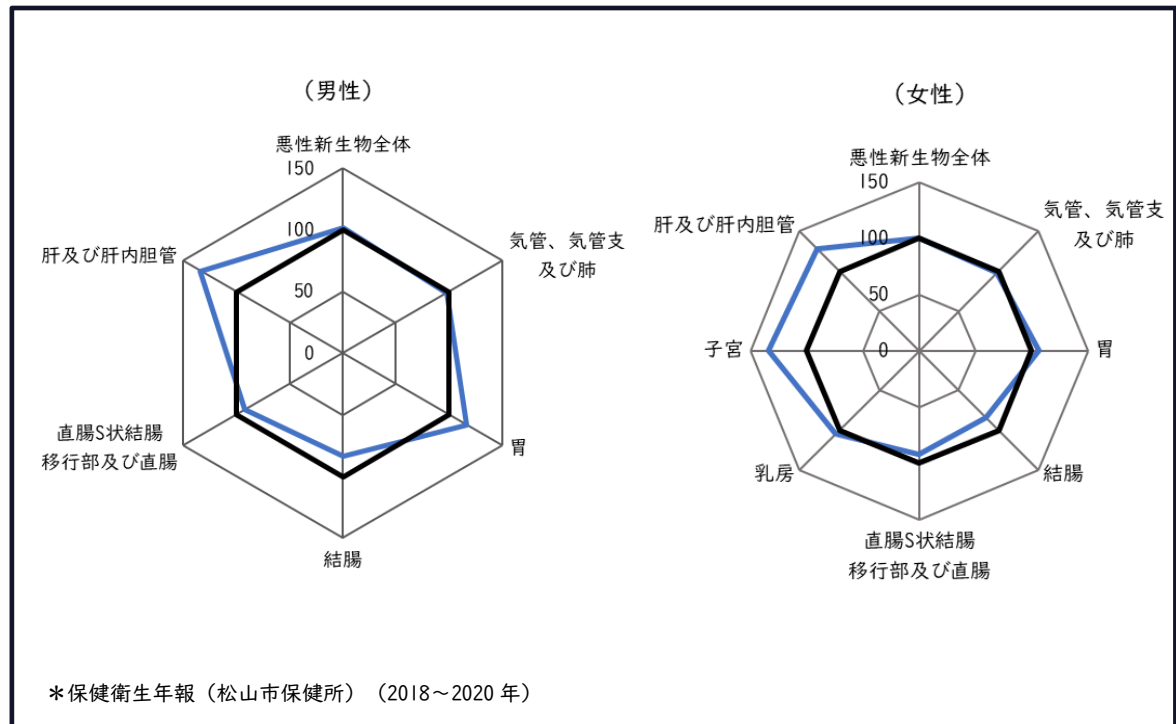 （男性）
悪性新生物全体
150
100
50
0
気管、気管支
及び肺
胃
結腸
直腸S状結腸
移行部及び直腸
肝及び肝内胆管
（女性）
悪性新生物全体
150
100
50
0
気管、気管支
及び肺
胃
結腸
直腸S状結腸
移行部及び直腸
乳房
子宮
肝及び肝内胆管
＊保健衛生年報（松山市保健所）（2018～2020 年）